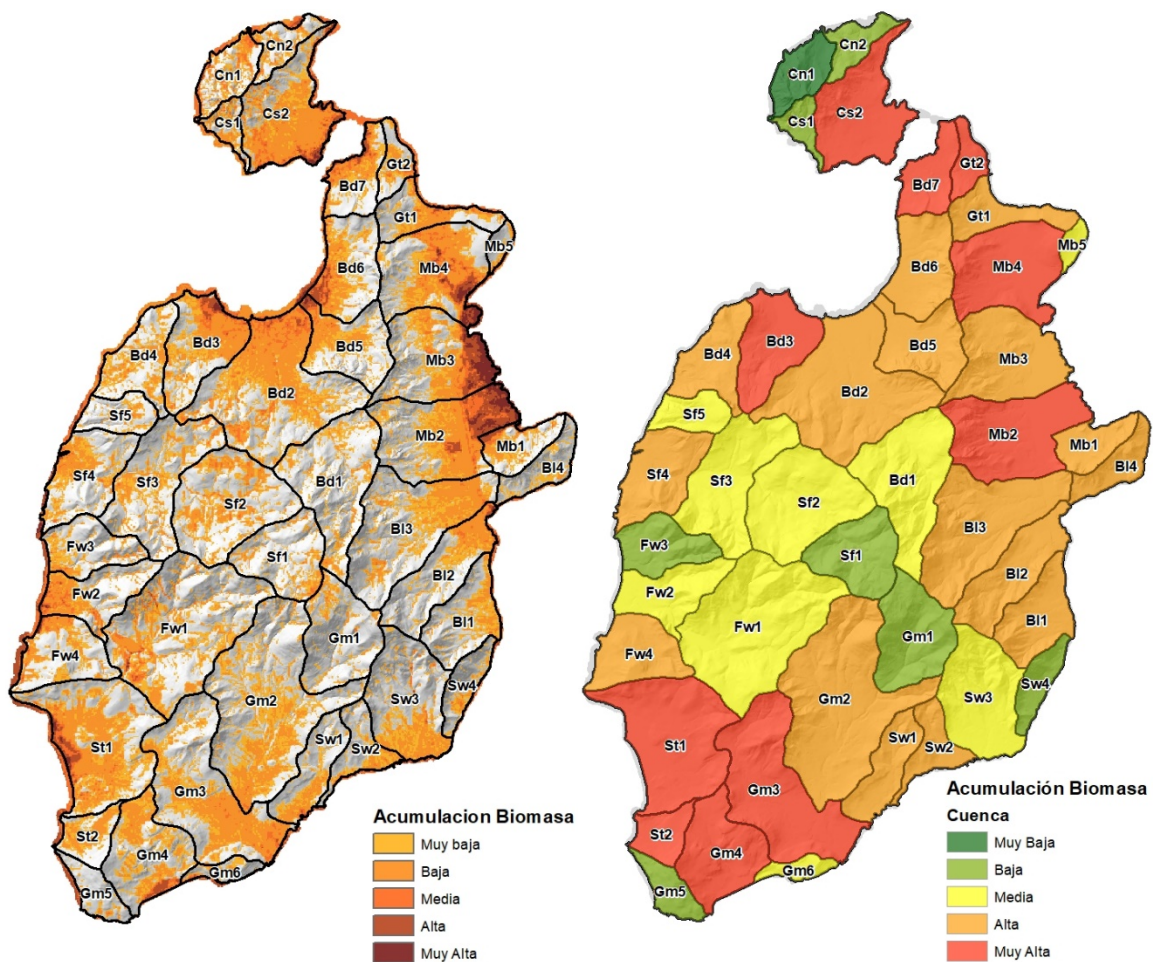 Cn2
Cn1
Cs2
Cs1
Gt2
Bd7
Gt1
Mb5
Bd6
Mb4
Bd3
Bd5
Mb3
Bd4
Bd2
Sf5
Mb2
Mb1
Bl4
Sf4
Sf3
Bd1
Sf2
Bl3
Fw3
Sf1
Bl2
Fw2
Fw1
Bl1
Gm1
Fw4
Sw4
Gm2
Sw3
Sw1
Sw2
St1
Gm3
St2
Gm4
Gm6
Gm5
Acumulacion Biomasa
Muy baja
Baja
Media
Alta
Muy Alta
Cn2
Cn1
Cs2
Cs1
Gt2
Bd7
Gt1
Mb5
Bd6
Mb4
Bd3
Bd5
Mb3
Bd4
Bd2
Sf5
Mb2
Mb1
Bl4
Sf4
Sf3
Bd1
Sf2
Bl3
Fw3
Sf1
Bl2
Fw2
Fw1
Bl1
Gm1
Fw4
Sw4
Gm2
Sw3
Sw1
Sw2
St1
Gm3
St2
Gm4
Gm6
Gm5
Acumulación Biomasa
Cuenca
Muy Baja
Baja
Media
Alta
Muy Alta